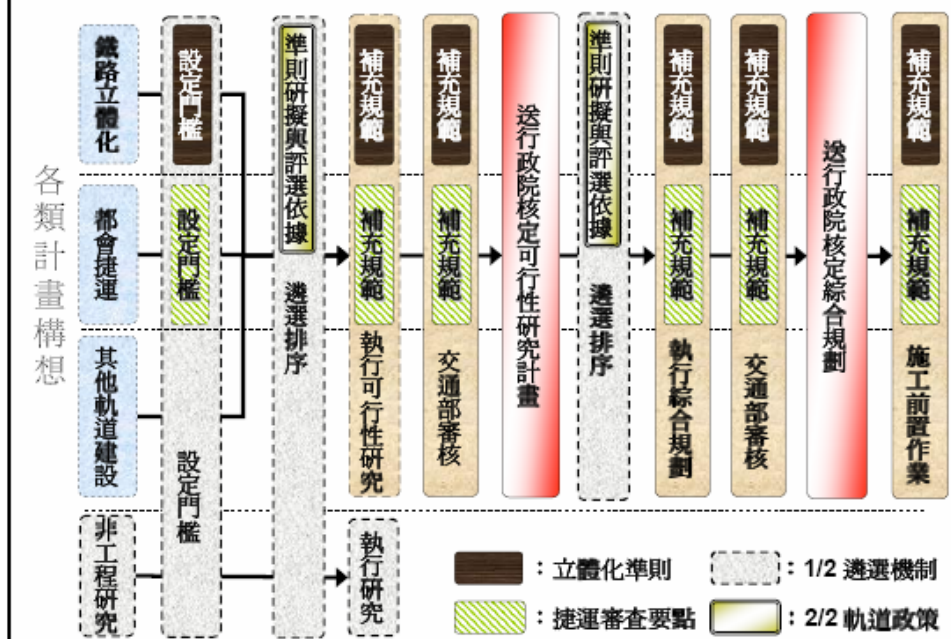 各類計畫構想
鐵路立體化
都會捷運
其他軌道建設
非工程研究
設定門檻
設定門檻
設定門檻
準則研擬與評選依據
遴選排序
補充規範
補充規範
執行可行性研究
執行研究
補充規範
補充規範
交通部審核
送行政院核定可行性研究計畫
準則研擬與評選依據
遴選排序
補充規範
補充規範
執行綜合規劃
補充規範
補充規範
交通部審核
送行政院核定綜合規劃
補充規範
補充規範
施工前置作業
：立體化準則
：1/2 遴選機制
：捷運審查要點
：2/2 軌道政策